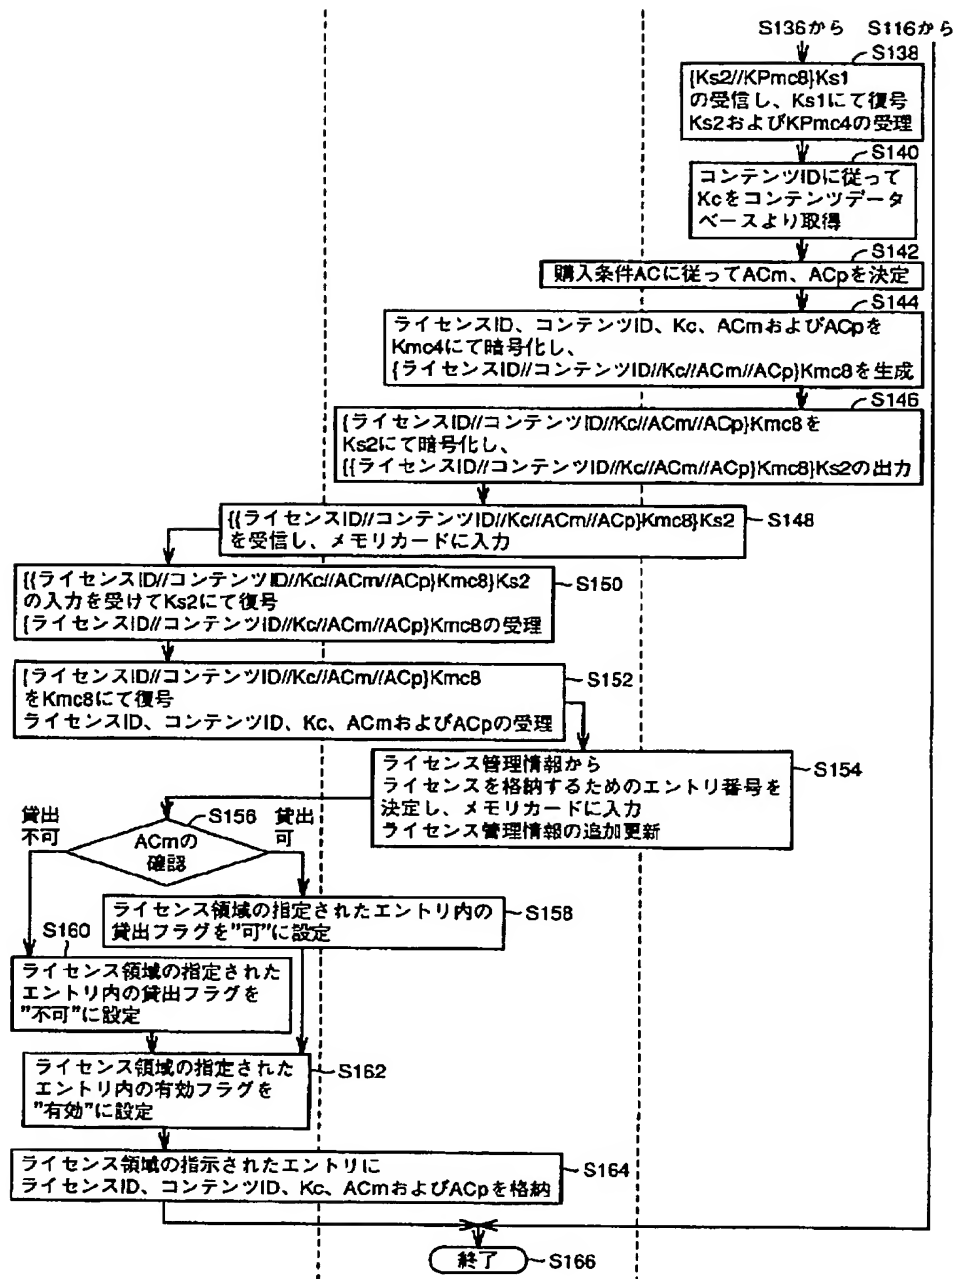 S136から S116から
S138
{Ks2//KPmc8}Ks1
の受信し、Ks1にて復号
Ks2およびKPmc4の受理
S140
コンテンツIDに従って
Kcをコンテンツデータ
ベースより取得
S142
購入条件ACに従ってACm、ACpを決定
S144
ライセンスID、コンテンツID、Kc、ACmおよびACpを
Kmc4にて暗号化し、
{ライセンスID//コンテンツID//Kc//ACm//ACp}Kmc8を生成
S146
{ライセンスID//コンテンツID//Kc//ACm//ACp}Kmc8を
Ks2にて暗号化し、
{{ライセンスID//コンテンツID//Kc//ACm//ACp}Kmc8}Ks2の出力
{{ライセンスID//コンテンツID//Kc//ACm//ACp}Kmc8}Ks2
を受信し、メモリカードに入力
S148
{{ライセンスID//コンテンツID//Kc//ACm//ACp}Kmc8}Ks2
の入力を受けてKs2にて復号
{ライセンスID//コンテンツID//Kc//ACm//ACp}Kmc8の受理
S150
{ライセンスID//コンテンツID//Kc//ACm//ACp}Kmc8
をKmc8にて復号
ライセンスID、コンテンツID、Kc、ACmおよびACpの受理
S152
ライセンス管理情報から
ライセンスを格納するためのエントリ番号を
決定し、メモリカードに入力
ライセンス管理情報の追加更新
S154
S156
貸出
不可
ACmの
確認
貸出
可
ライセンス領域の指定されたエントリ内の
貸出フラグを"可"に設定
S158
S160
ライセンス領域の指定された
エントリ内の貸出フラグを
"不可"に設定
ライセンス領域の指定された
エントリ内の有効フラグを
"有効"に設定
S162
ライセンス領域の指示されたエントリに
ライセンスID、コンテンツID、Kc、ACmおよびACpを格納
S164
終了
S166